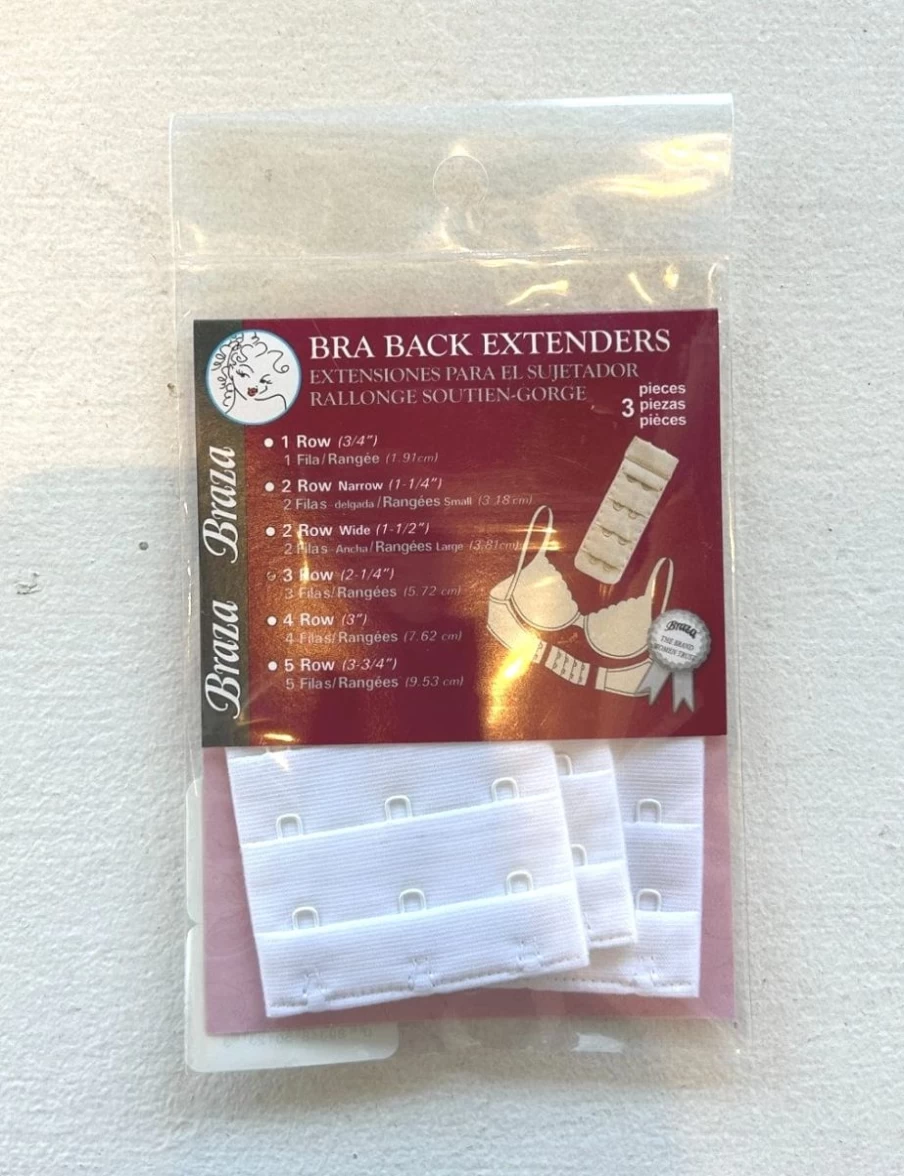 BRA BACK EXTENDERS
EXTENSIONES PARA EL SUJETADOR
RALLONGE SOUTIEN-GORGE
pieces
3 piezas
pièces
1 Row (3/4")
1 Fila/Rangée (1.91cm)
2 Row Narrow (1-1/4")
2 Filas delgada/Rangées Small (3.18cm)
2 Row Wide (1-1/2")
2 Filas Ancha/Rangées Large (3.81cm)
3 Row (2-1/4")
3 Filas/Rangées (5.72 cm)
4 Row (3")
4 Filas/Rangées (7.62 cm)
5 Row (3-3/4")
5 Filas/Rangées (9.53 cm)
Braza
Braza
Braza
THE BRAND
WOMEN TRUST